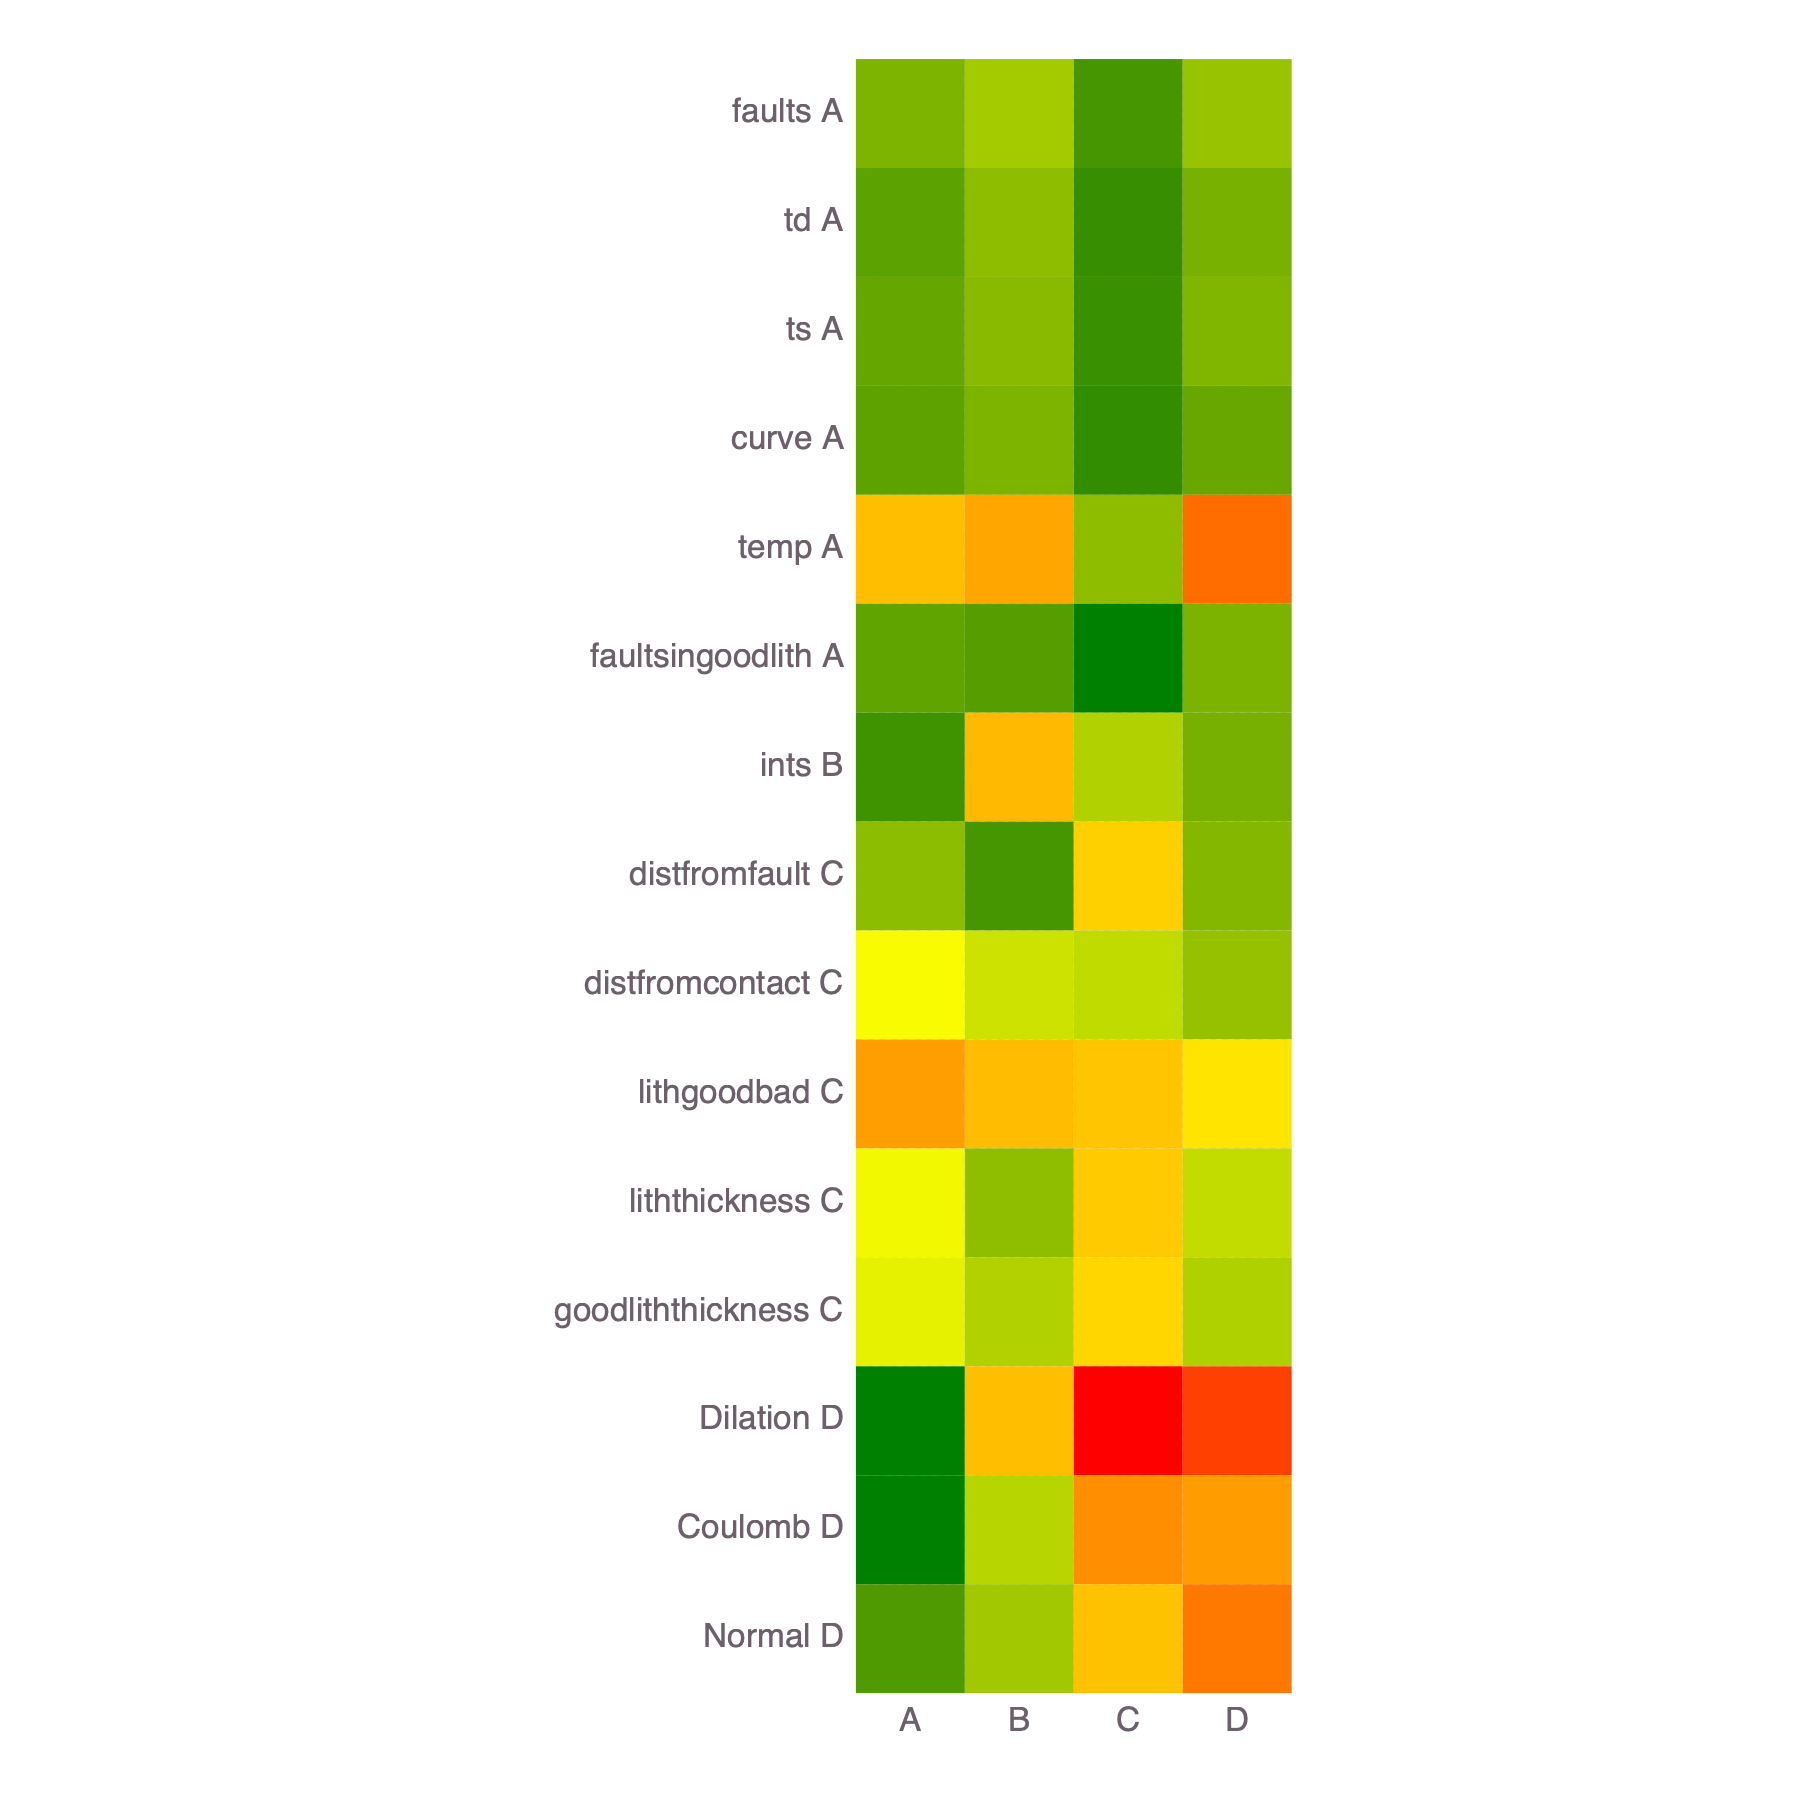 faults A
td A
ts A
curve A
temp A
faultsingoodlith A
ints B
distfromfault C
distfromcontact C
lithgoodbad C
liththickness C
goodliththickness C
Dilation D
Coulomb D
Normal D
A B C D